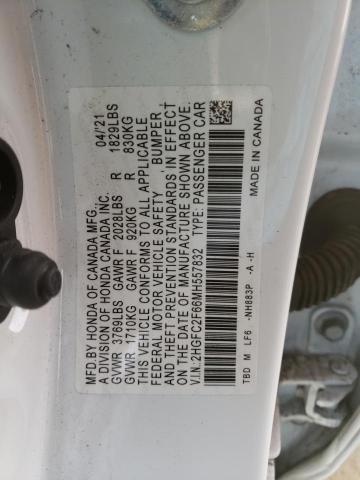 MFD.BY HONDA OF CANADA MFG. 04/'21
A DIVISION OF HONDA CANADA INC.
GVWR 3769LBS GAWR F 2028LBS R 1829LBS
GVWR 1710KG GAWR F 920KG R 830KG
THIS VEHICLE CONFORMS TO ALL APPLICABLE
FEDERAL MOTOR VEHICLE SAFETY BUMPER
AND THEFT PREVENTION STANDARDS IN EFFECT
ON THE DATE OF MANUFACTURE SHOWN ABOVE.
V.I.N.:2HGFC2F66MH557832 TYPE:PASSENGER CAR
TBD M LF6 -NH883P -A -H MADE IN CANADA